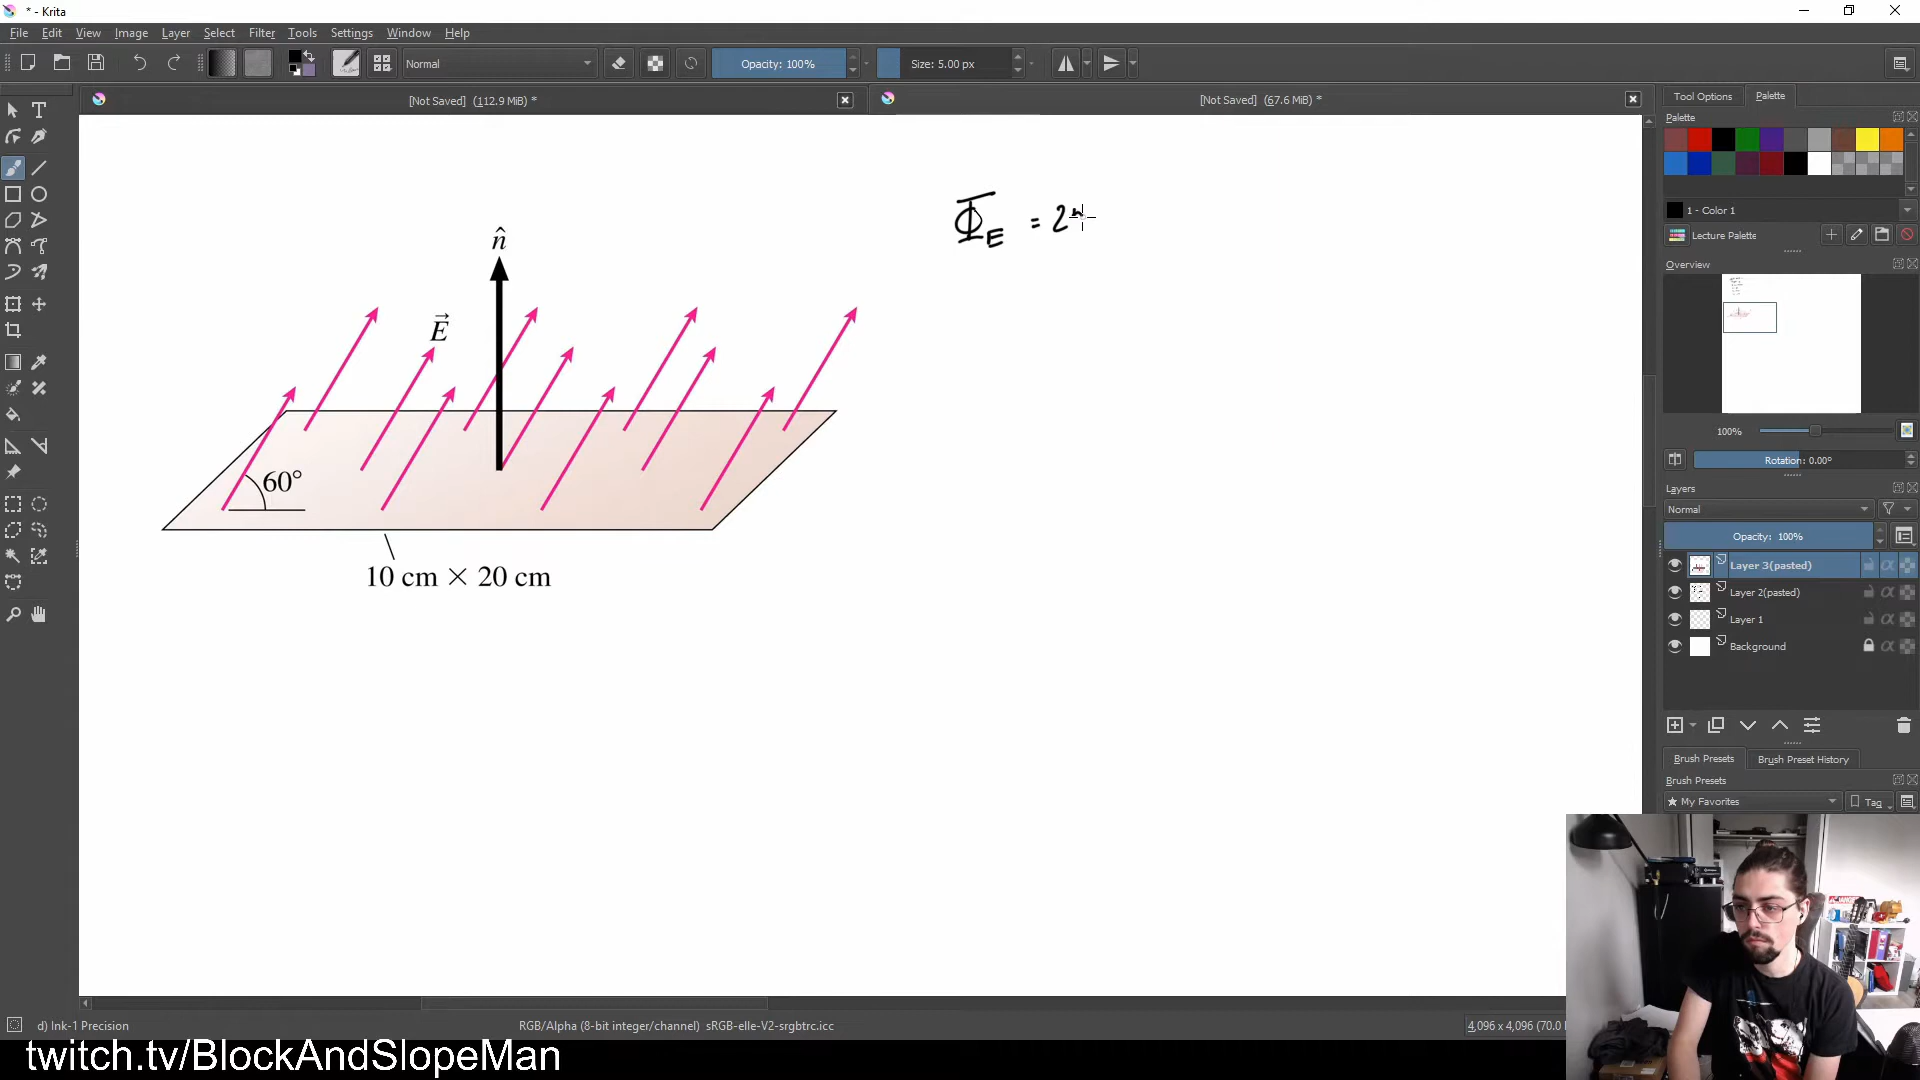 * - Krita
File Edit View Image Layer Select Filter Tools Settings Window Help
Normal Opacity: 100% Size: 5.00 px
[Not Saved] (112.9 MiB) *
[Not Saved] (67.6 MiB) *
Tool Options Palette
Palette
1 - Color 1
Lecture Palette
Overview
100%
Rotation: 0.00°
Layers
Normal
Opacity: 100%
Layer 3(pasted)
Layer 2(pasted)
Layer 1
Background
Brush Presets Brush Preset History
Brush Presets
My Favorites Tag
Φ_E = 2
n̂
E⃗
60°
10 cm × 20 cm
d) Ink-1 Precision
RGB/Alpha (8-bit integer/channel) sRGB-elle-V2-srgbtrc.icc
4,096 x 4,096 (70.0
twitch.tv/BlockAndSlopeMan